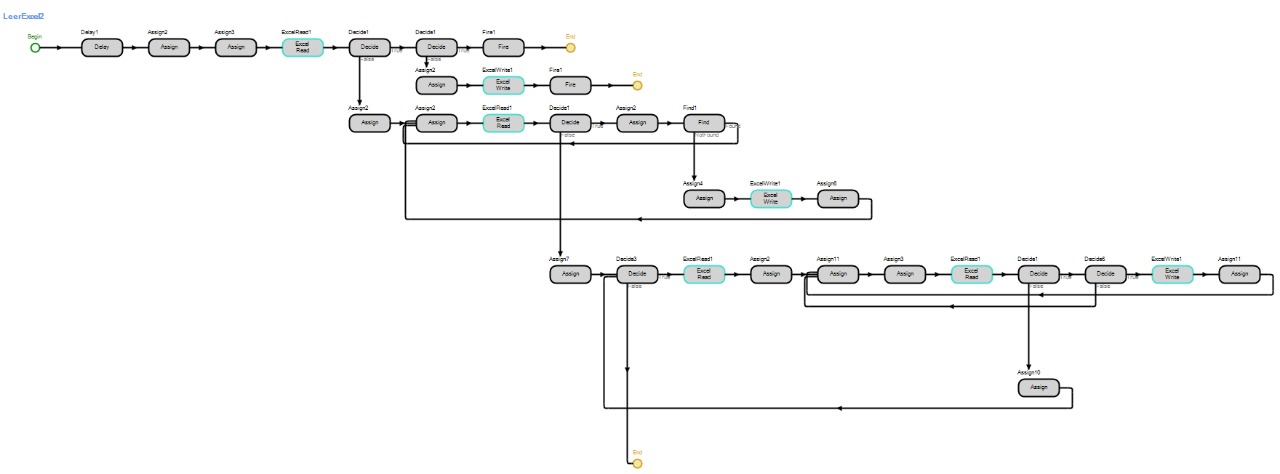 LeerExcel2
Begin
Delay1
Delay
Assign2
Assign
Assign3
Assign
ExcelRead1
Excel
Read
Decide1
Decide
True
False
Decide1
Decide
True
False
Fire1
Fire
End
Assign2
Assign
ExcelWrite1
Excel
Write
Fire1
Fire
End
Assign2
Assign
Assign2
Assign
ExcelRead1
Excel
Read
Decide1
Decide
True
False
Assign2
Assign
Find1
Find
Found
NotFound
Assign4
Assign
ExcelWrite1
Excel
Write
Assign6
Assign
Assign7
Assign
Decide3
Decide
True
False
ExcelRead1
Excel
Read
Assign2
Assign
Assign11
Assign
Assign3
Assign
ExcelRead1
Excel
Read
Decide1
Decide
True
False
Decide6
Decide
True
False
ExcelWrite1
Excel
Write
Assign11
Assign
Assign10
Assign
End